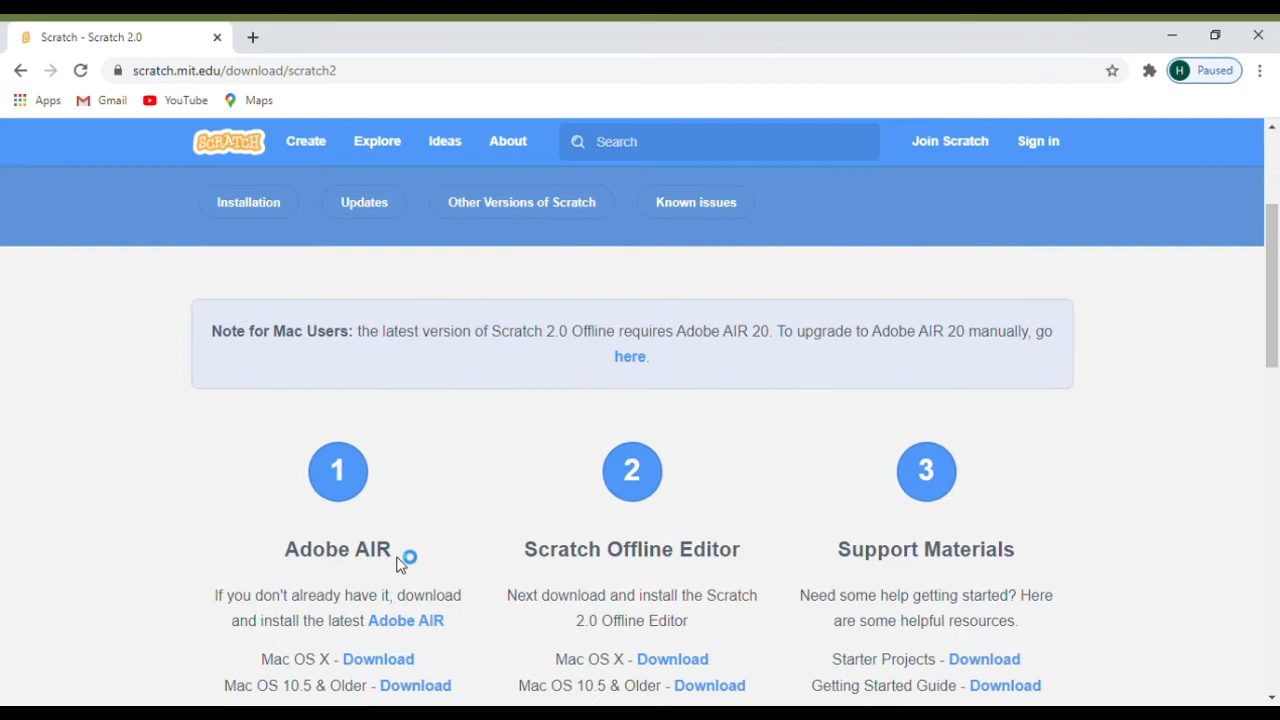 Scratch - Scratch 2.0
scratch.mit.edu/download/scratch2
H Paused
Apps Gmail YouTube Maps
SCRATCH Create Explore Ideas About Search Join Scratch Sign in
Installation Updates Other Versions of Scratch Known issues
Note for Mac Users: the latest version of Scratch 2.0 Offline requires Adobe AIR 20. To upgrade to Adobe AIR 20 manually, go
here.
1
Adobe AIR
If you don't already have it, download
and install the latest Adobe AIR
Mac OS X - Download
Mac OS 10.5 & Older - Download
2
Scratch Offline Editor
Next download and install the Scratch
2.0 Offline Editor
Mac OS X - Download
Mac OS 10.5 & Older - Download
3
Support Materials
Need some help getting started? Here
are some helpful resources.
Starter Projects - Download
Getting Started Guide - Download